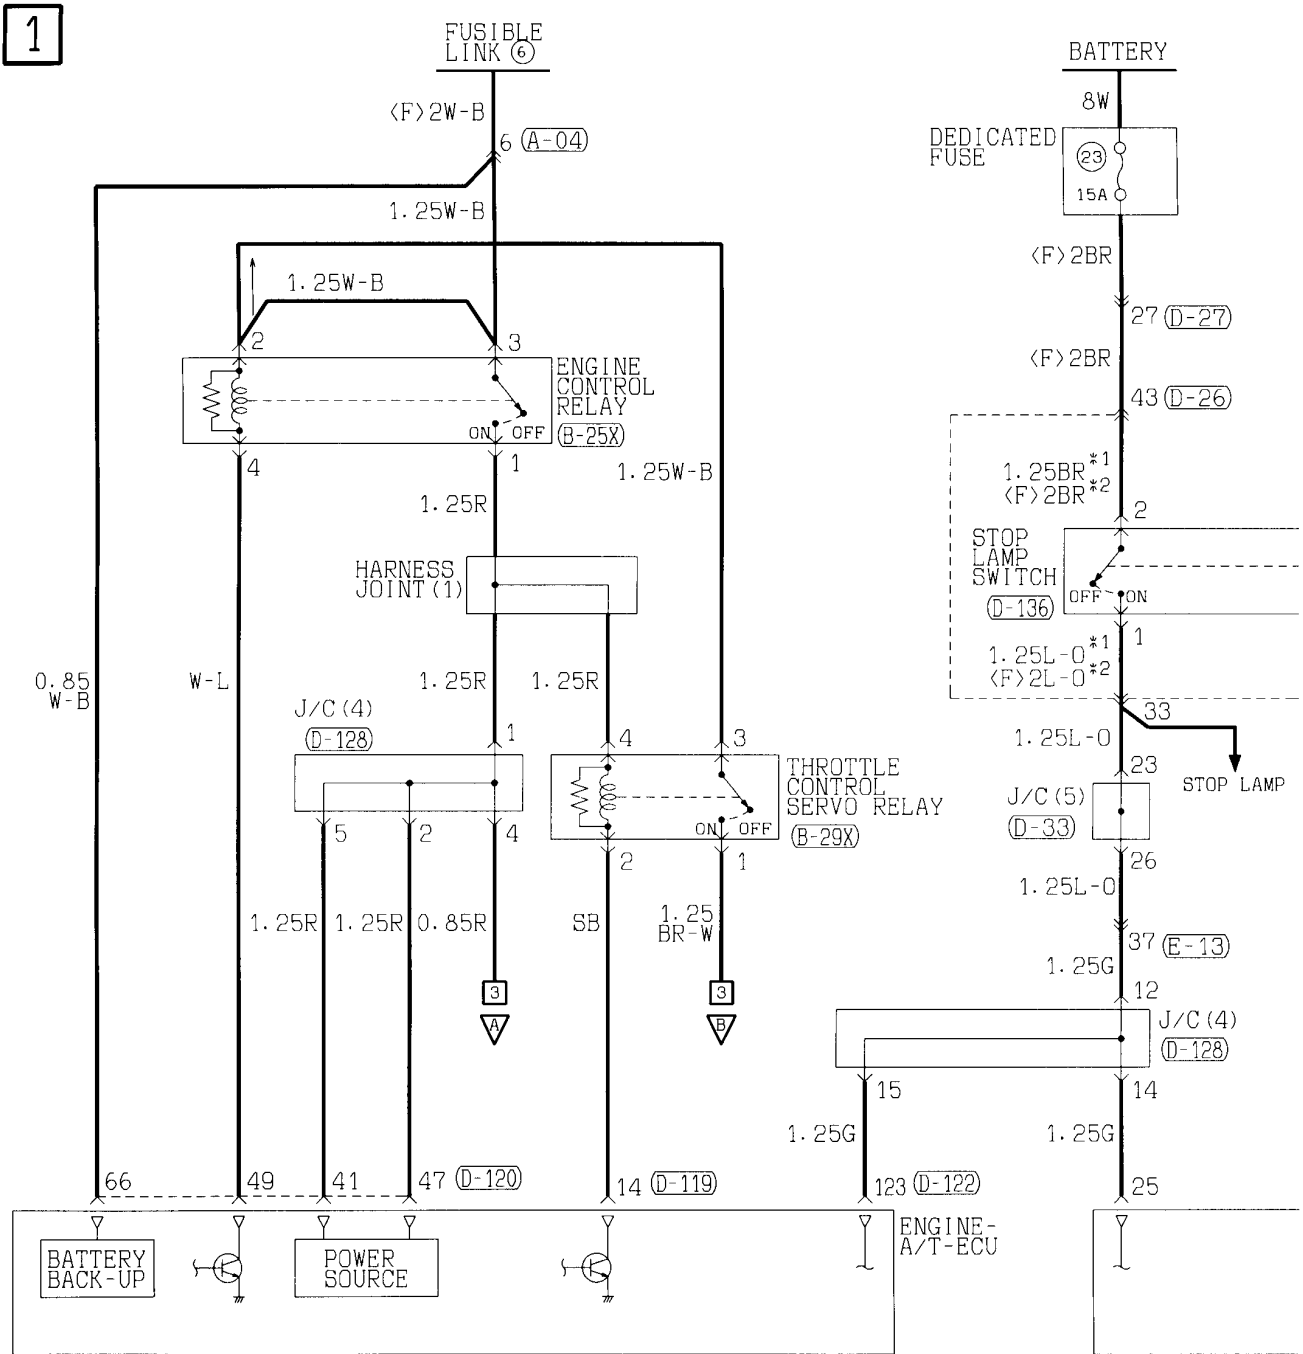 1
FUSIBLE
LINK ⑥
BATTERY
8W
<F>2W-B
6 (A-04)
DEDICATED
FUSE
23
15A
1.25W-B
<F>2BR
1.25W-B
27 (D-27)
2
3
<F>2BR
ENGINE
CONTROL
RELAY
(B-25X)
ON OFF
43 (D-26)
4
1
1.25W-B
1.25BR*1
<F>2BR*2
1.25R
2
STOP
LAMP
SWITCH
(D-136)
OFF ON
HARNESS
JOINT(1)
1
1.25L-O*1
<F>2L-O*2
0.85
W-B
W-L
1.25R
1.25R
J/C(4)
(D-128)
33
1.25L-O
1
4
3
23
STOP LAMP
THROTTLE
CONTROL
SERVO RELAY
(B-29X)
ON OFF
J/C(5)
(D-33)
5
2
4
2
1
26
1.25L-O
1.25R
1.25R
0.85R
SB
1.25
BR-W
37 (E-13)
1.25G
3
3
12
A
B
J/C(4)
(D-128)
15
14
1.25G
1.25G
66
49
41
47 (D-120)
14 (D-119)
123 (D-122)
25
ENGINE-
A/T-ECU
BATTERY
BACK-UP
POWER
SOURCE